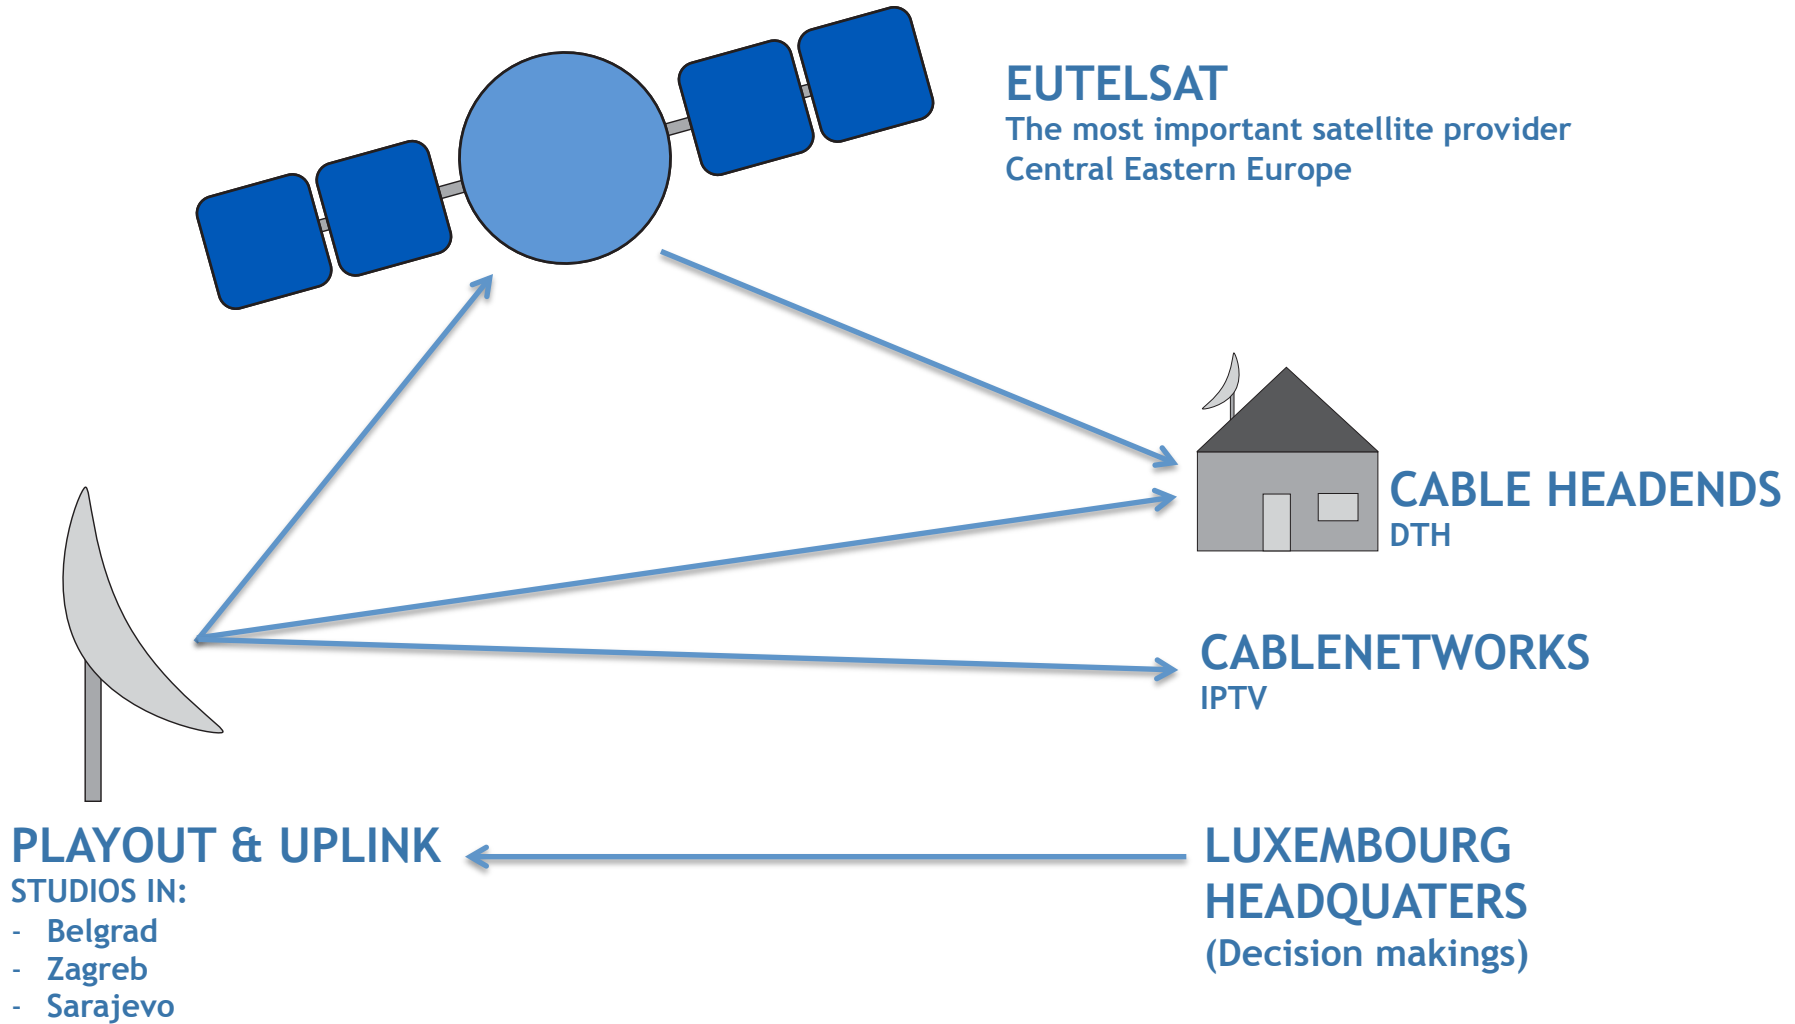 EUTELSAT
The most important satellite provider
Central Eastern Europe
CABLE HEADENDS
DTH
CABLENETWORKS
IPTV
PLAYOUT & UPLINK
STUDIOS IN:
- Belgrad
- Zagreb
- Sarajevo
LUXEMBOURG
HEADQUATERS
(Decision makings)